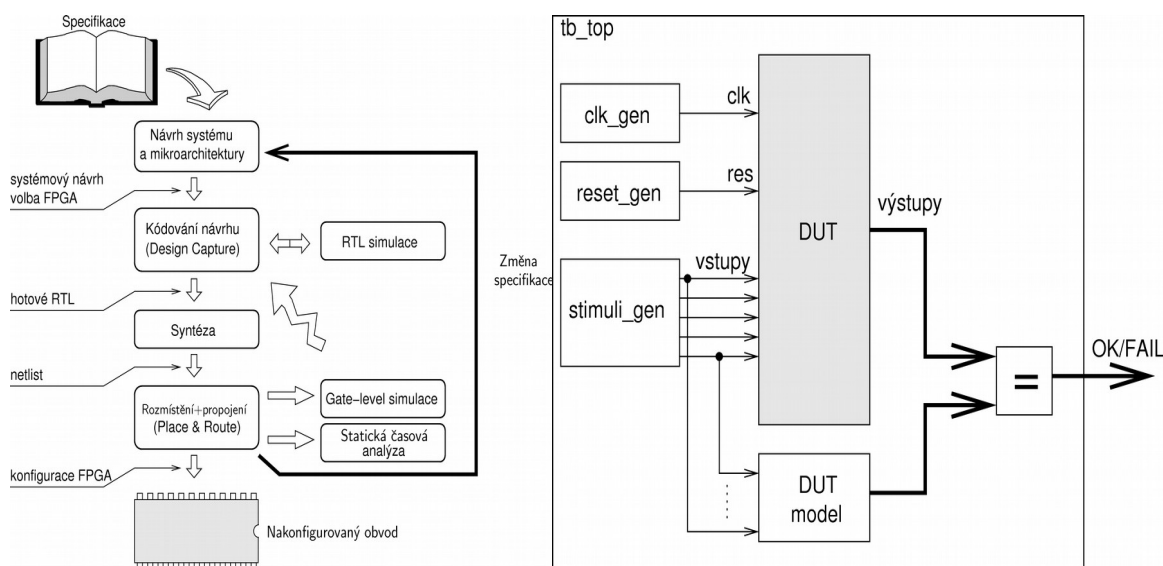 Specifikace
Návrh systému
a mikroarchitektury
systémový návrh
volba FPGA
Kódování návrhu
(Design Capture)
RTL simulace
hotové RTL
Syntéza
netlist
Rozmístění+propojení
(Place & Route)
Gate–level simulace
Statická časová
analýza
konfigurace FPGA
Nakonfigurovaný obvod
Změna
specifikace
tb_top
clk_gen
clk
reset_gen
res
DUT
výstupy
stimuli_gen
vstupy
=
OK/FAIL
DUT
model